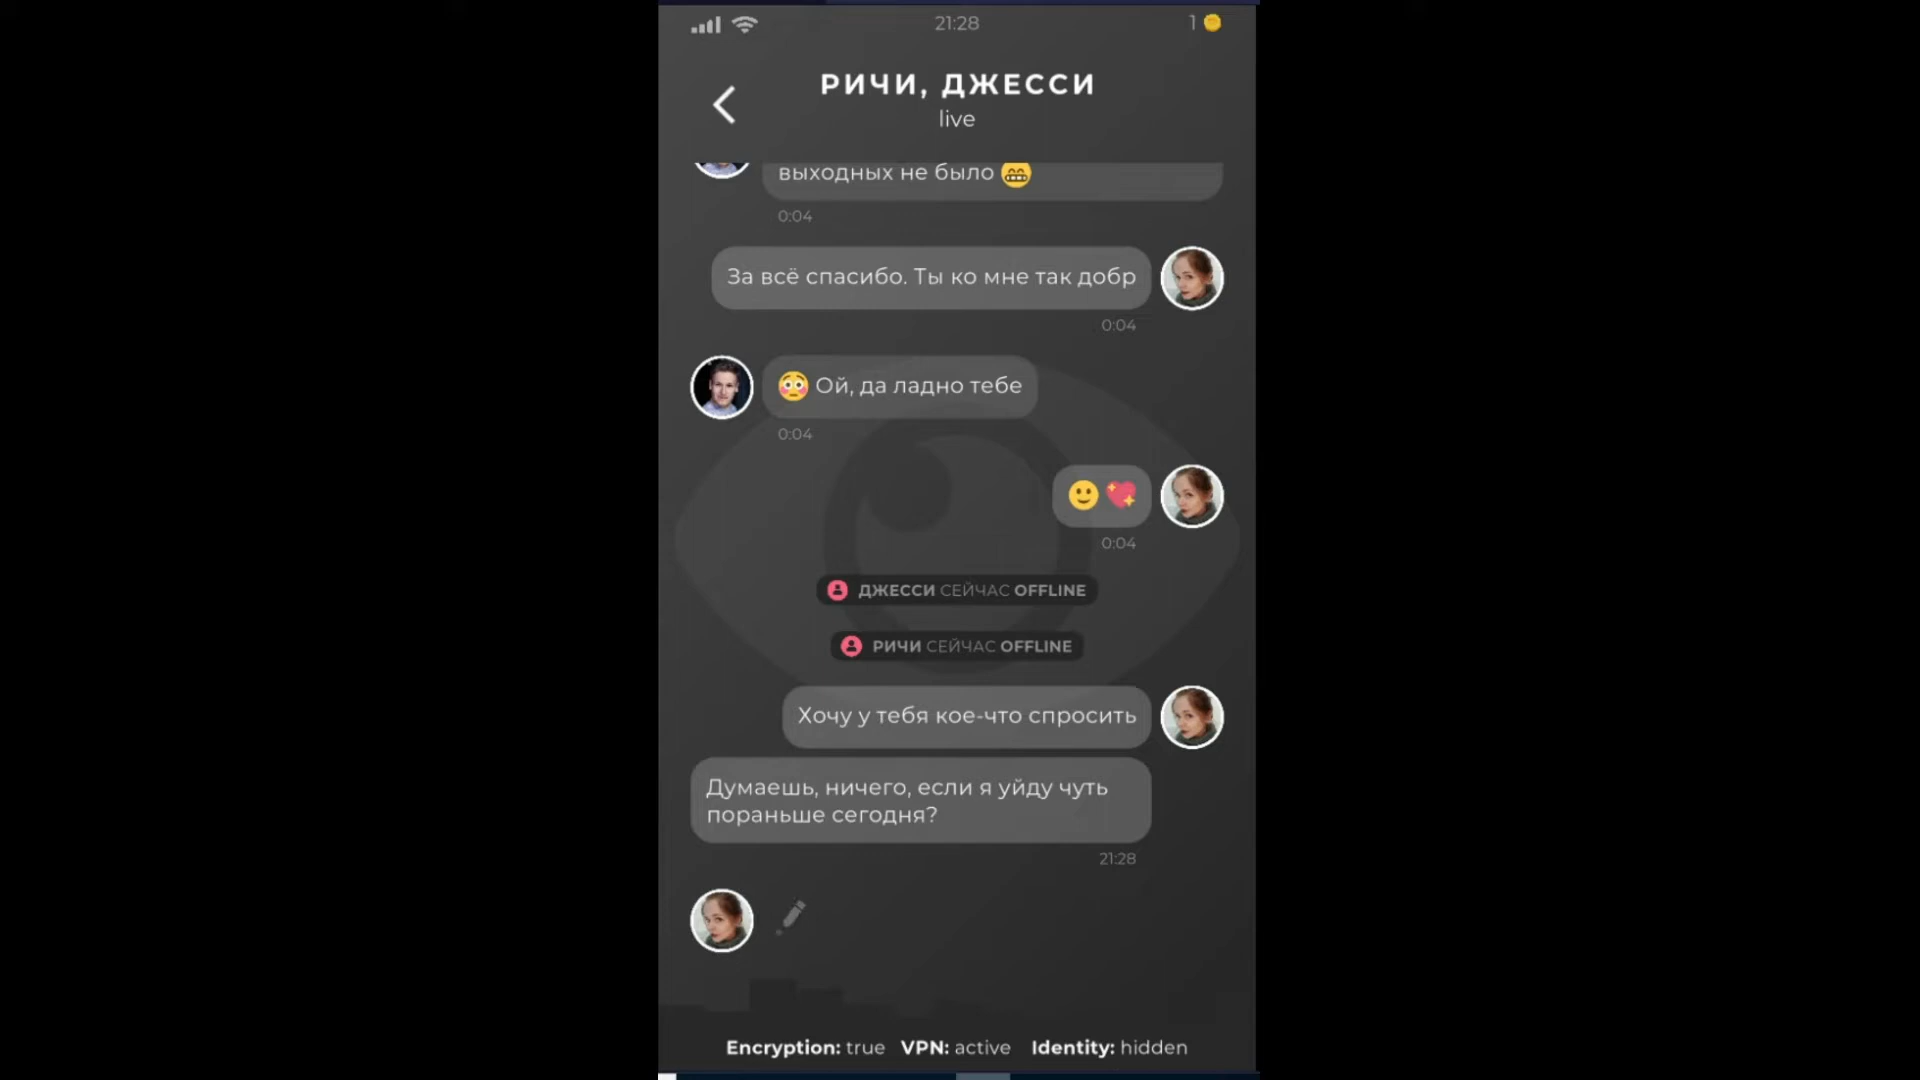 21:28
1
РИЧИ, ДЖЕССИ
live
выходных не было
0:04
За всё спасибо. Ты ко мне так добр
0:04
Ой, да ладно тебе
0:04
0:04
ДЖЕССИ СЕЙЧАС OFFLINE
РИЧИ СЕЙЧАС OFFLINE
Хочу у тебя кое-что спросить
Думаешь, ничего, если я уйду чуть
пораньше сегодня?
21:28
Encryption: true VPN: active Identity: hidden